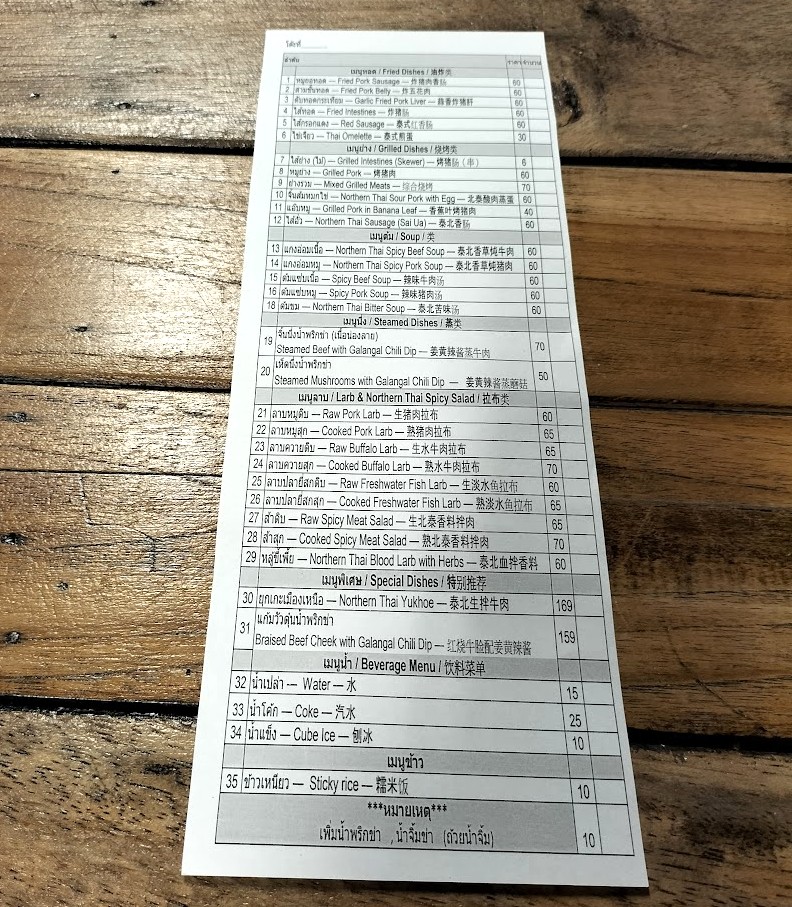 โต๊ะที่
ลำดับ ราคา จำนวน
เมนูทอด / Fried Dishes / 油炸类
1 หมูยอทอด — Fried Pork Sausage — 炸猪肉香肠 60
2 สามชั้นทอด — Fried Pork Belly — 炸五花肉 60
3 ตับทอดกระเทียม — Garlic Fried Pork Liver — 蒜香炸猪肝 60
4 ไส้ทอด — Fried Intestines — 炸猪肠 60
5 ไส้กรอกแดง — Red Sausage — 泰式红香肠 60
6 ไข่เจียว — Thai Omelette — 泰式煎蛋 30
เมนูย่าง / Grilled Dishes / 烧烤类
7 ไส้ย่าง (ไม้) — Grilled Intestines (Skewer) — 烤猪肠（串） 6
8 หมูย่าง — Grilled Pork — 烤猪肉 60
9 ย่างรวม — Mixed Grilled Meats — 综合烧烤 70
10 จิ้นส้มหมกไข่ — Northern Thai Sour Pork with Egg — 北泰酸肉蒸蛋 60
11 แอ๊บหมู — Grilled Pork in Banana Leaf — 香蕉叶烤猪肉 40
12 ไส้อั่ว — Northern Thai Sausage (Sai Ua) — 泰北香肠 60
เมนูต้ม / Soup / 类
13 แกงอ่อมเนื้อ — Northern Thai Spicy Beef Soup — 泰北香草炖牛肉 60
14 แกงอ่อมหมู — Northern Thai Spicy Pork Soup — 泰北香草炖猪肉 60
15 ต้มแซ่บเนื้อ — Spicy Beef Soup — 辣味牛肉汤 60
16 ต้มแซ่บหมู — Spicy Pork Soup — 辣味猪肉汤 60
18 ต้มขม — Northern Thai Bitter Soup — 泰北苦味汤 60
เมนูนึ่ง / Steamed Dishes / 蒸类
19 จิ้นนึ่งน้ำพริกข่า (เนื้อน่องลาย)
Steamed Beef with Galangal Chili Dip — 姜黄辣酱蒸牛肉 70
20 เห็ดนึ่งน้ำพริกข่า
Steamed Mushrooms with Galangal Chili Dip — 姜黄辣酱蒸蘑菇 50
เมนูลาบ / Larb & Northern Thai Spicy Salad / 拉布类
21 ลาบหมูดิบ — Raw Pork Larb — 生猪肉拉布 60
22 ลาบหมูสุก — Cooked Pork Larb — 熟猪肉拉布 65
23 ลาบควายดิบ — Raw Buffalo Larb — 生水牛肉拉布 65
24 ลาบควายสุก — Cooked Buffalo Larb — 熟水牛肉拉布 70
25 ลาบปลายี่สกดิบ — Raw Freshwater Fish Larb — 生淡水鱼拉布 60
26 ลาบปลายี่สกสุก — Cooked Freshwater Fish Larb — 熟淡水鱼拉布 65
27 ส้าดิบ — Raw Spicy Meat Salad — 生北泰香料拌肉 65
28 ส้าสุก — Cooked Spicy Meat Salad — 熟北泰香料拌肉 70
29 หลู้ขี้เพี้ย — Northern Thai Blood Larb with Herbs — 泰北血拌香料 60
เมนูพิเศษ / Special Dishes / 特别推荐
30 ยุกเกะเมืองเหนือ — Northern Thai Yukhoe — 泰北生拌牛肉 169
31 แก้มวัวตุ๋นน้ำพริกข่า
Braised Beef Cheek with Galangal Chili Dip — 红烧牛脸配姜黄辣酱 159
เมนูน้ำ / Beverage Menu / 饮料菜单
32 น้ำเปล่า --- Water — 水 15
33 น้ำโค้ก — Coke — 汽水 25
34 น้ำแข็ง — Cube Ice — 刨冰 10
เมนูข้าว
35 ข้าวเหนียว — Sticky rice — 糯米饭 10
***หมายเหตุ***
เพิ่มน้ำพริกข่า , น้ำจิ้มข่า (ถ้วยน้ำจิ้ม) 10